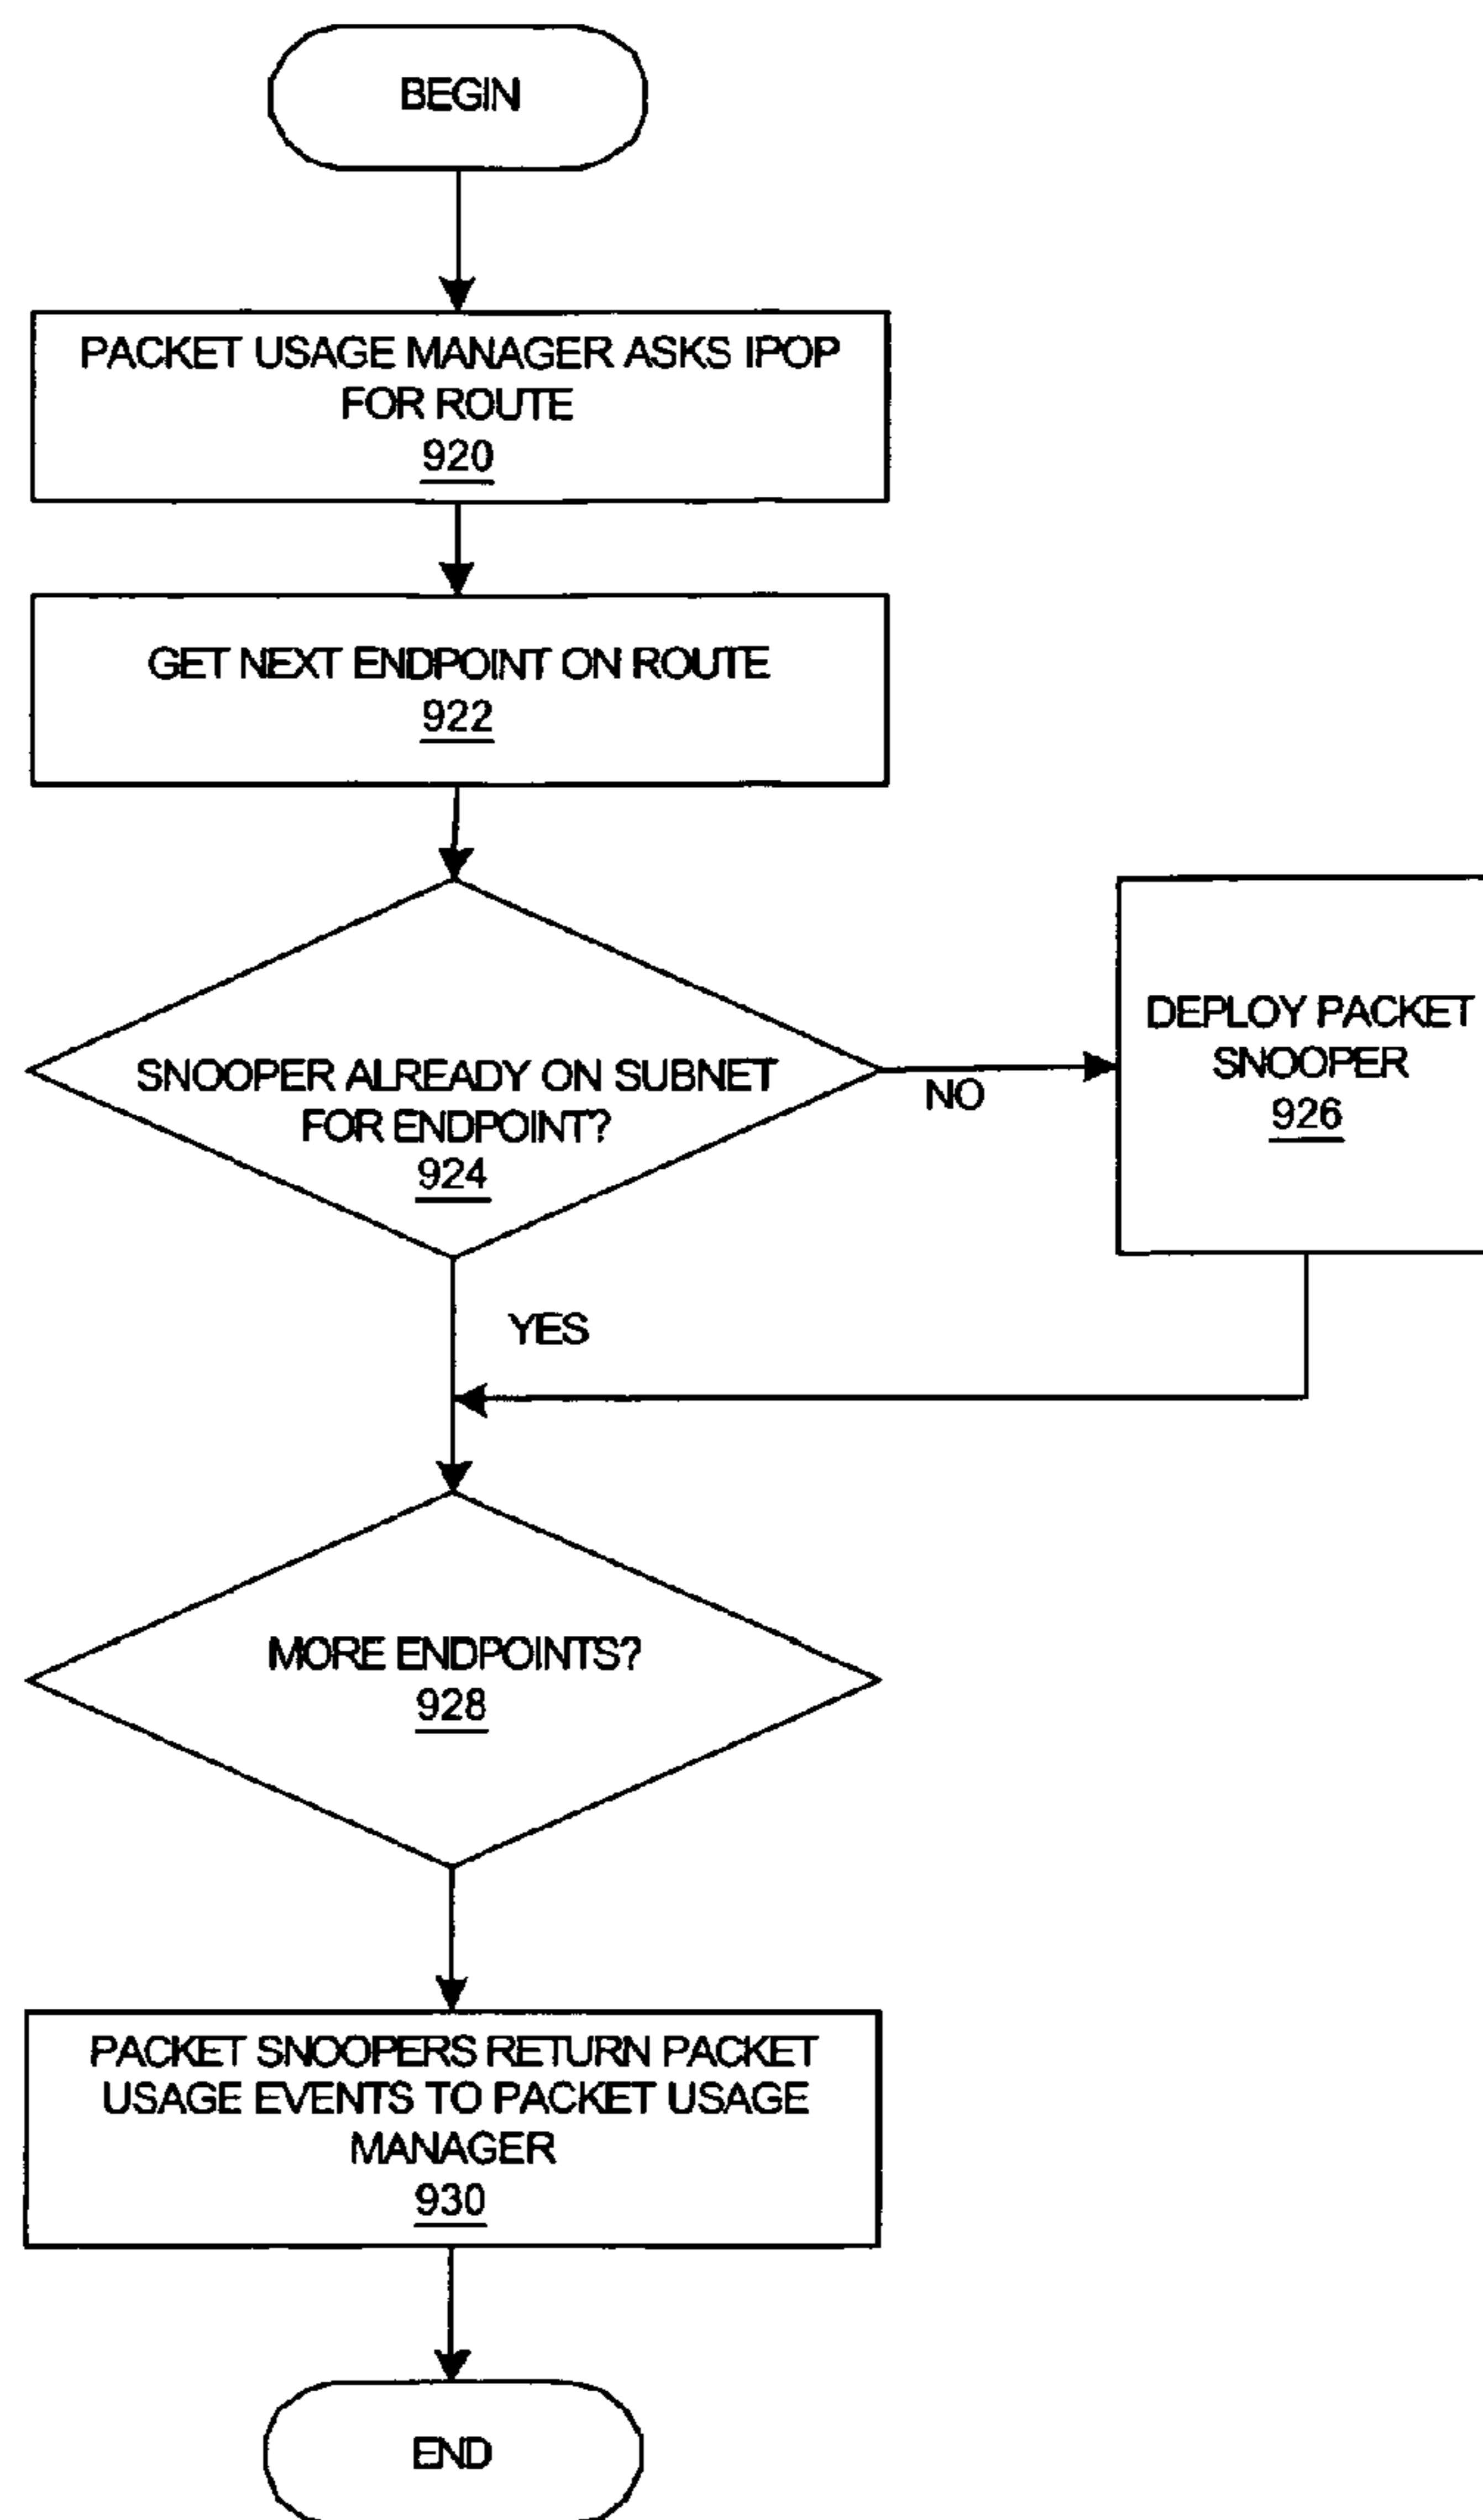 BEGIN
PACKET USAGE MANAGER ASKS IPOP
FOR ROUTE
920
GET NEXT ENDPOINT ON ROUTE
922
SNOOPER ALREADY ON SUBNET
FOR ENDPOINT?
924
NO
DEPLOY PACKET
SNOOPER
926
YES
MORE ENDPOINTS?
928
PACKET SNOOPERS RETURN PACKET
USAGE EVENTS TO PACKET USAGE
MANAGER
930
END